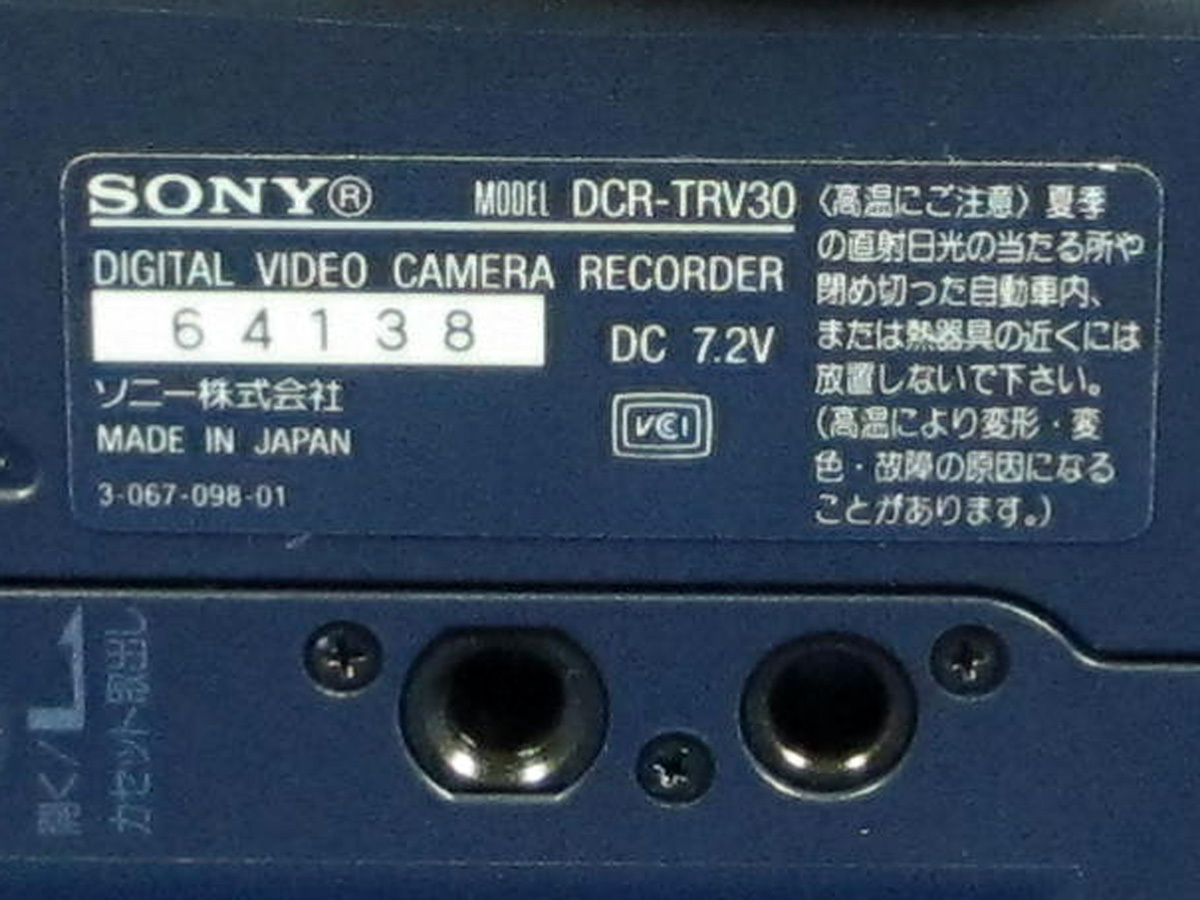 SONY® MODEL DCR-TRV30
DIGITAL VIDEO CAMERA RECORDER
64138
DC 7.2V
ソニー株式会社
MADE IN JAPAN
VCI
3-067-098-01
〈高温にご注意〉夏季
の直射日光の当たる所や
閉め切った自動車内、
または熱器具の近くには
放置しないで下さい。
(高温により変形・変
色・故障の原因になる
ことがあります。)
開く/
カセット取出し